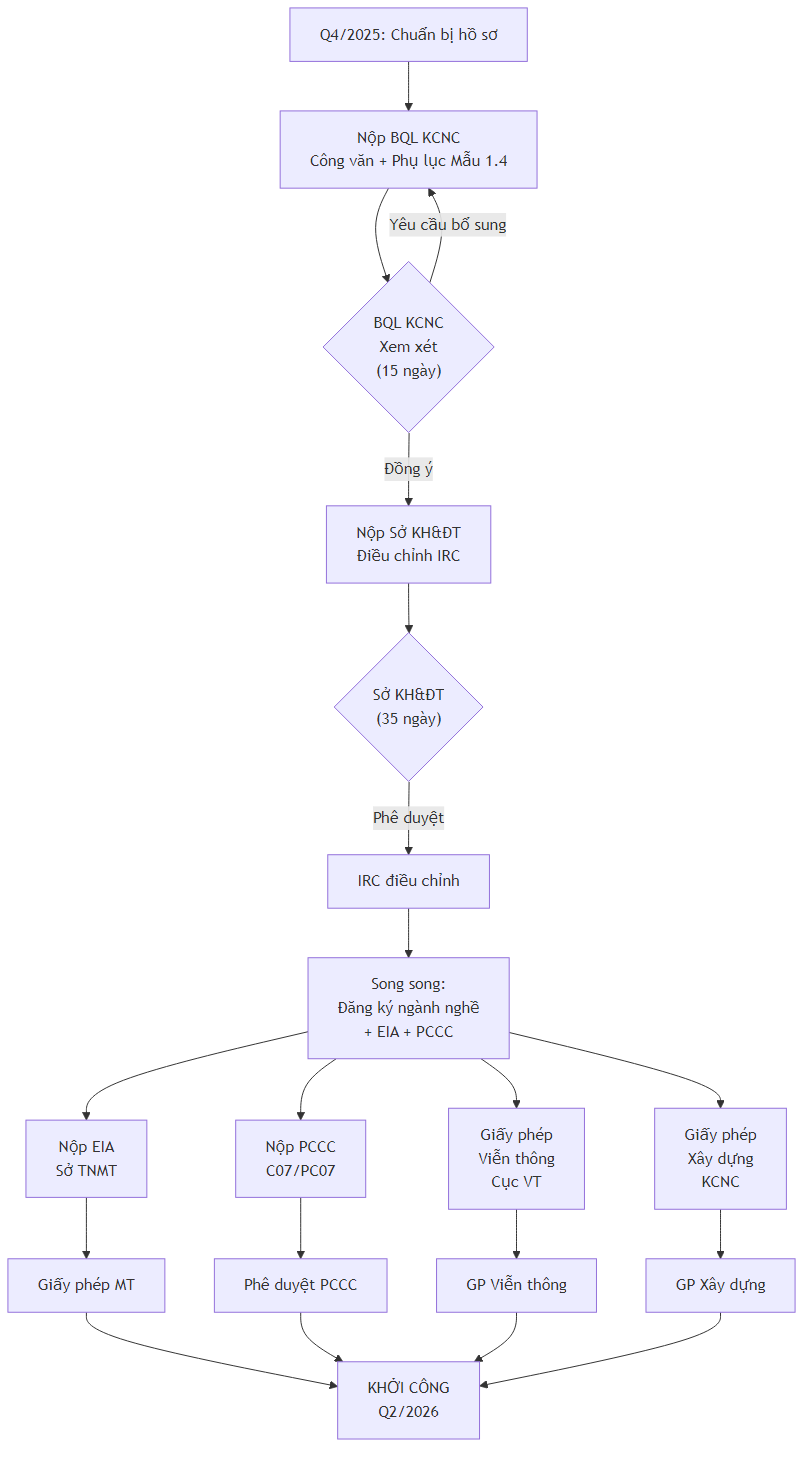 Q4/2025: Chuẩn bị hồ sơ
Nộp BQL KCNC
Công văn + Phụ lục Mẫu 1.4
Yêu cầu bổ sung
BQL KCNC
Xem xét
(15 ngày)
Đồng ý
Nộp Sở KH&ĐT
Điều chỉnh IRC
Sở KH&ĐT
(35 ngày)
Phê duyệt
IRC điều chỉnh
Song song:
Đăng ký ngành nghề
+ EIA + PCCC
Nộp EIA
Sở TNMT
Nộp PCCC
C07/PC07
Giấy phép
Viễn thông
Cục VT
Giấy phép
Xây dựng
KCNC
Giấy phép MT
Phê duyệt PCCC
GP Viễn thông
GP Xây dựng
KHỞI CÔNG
Q2/2026